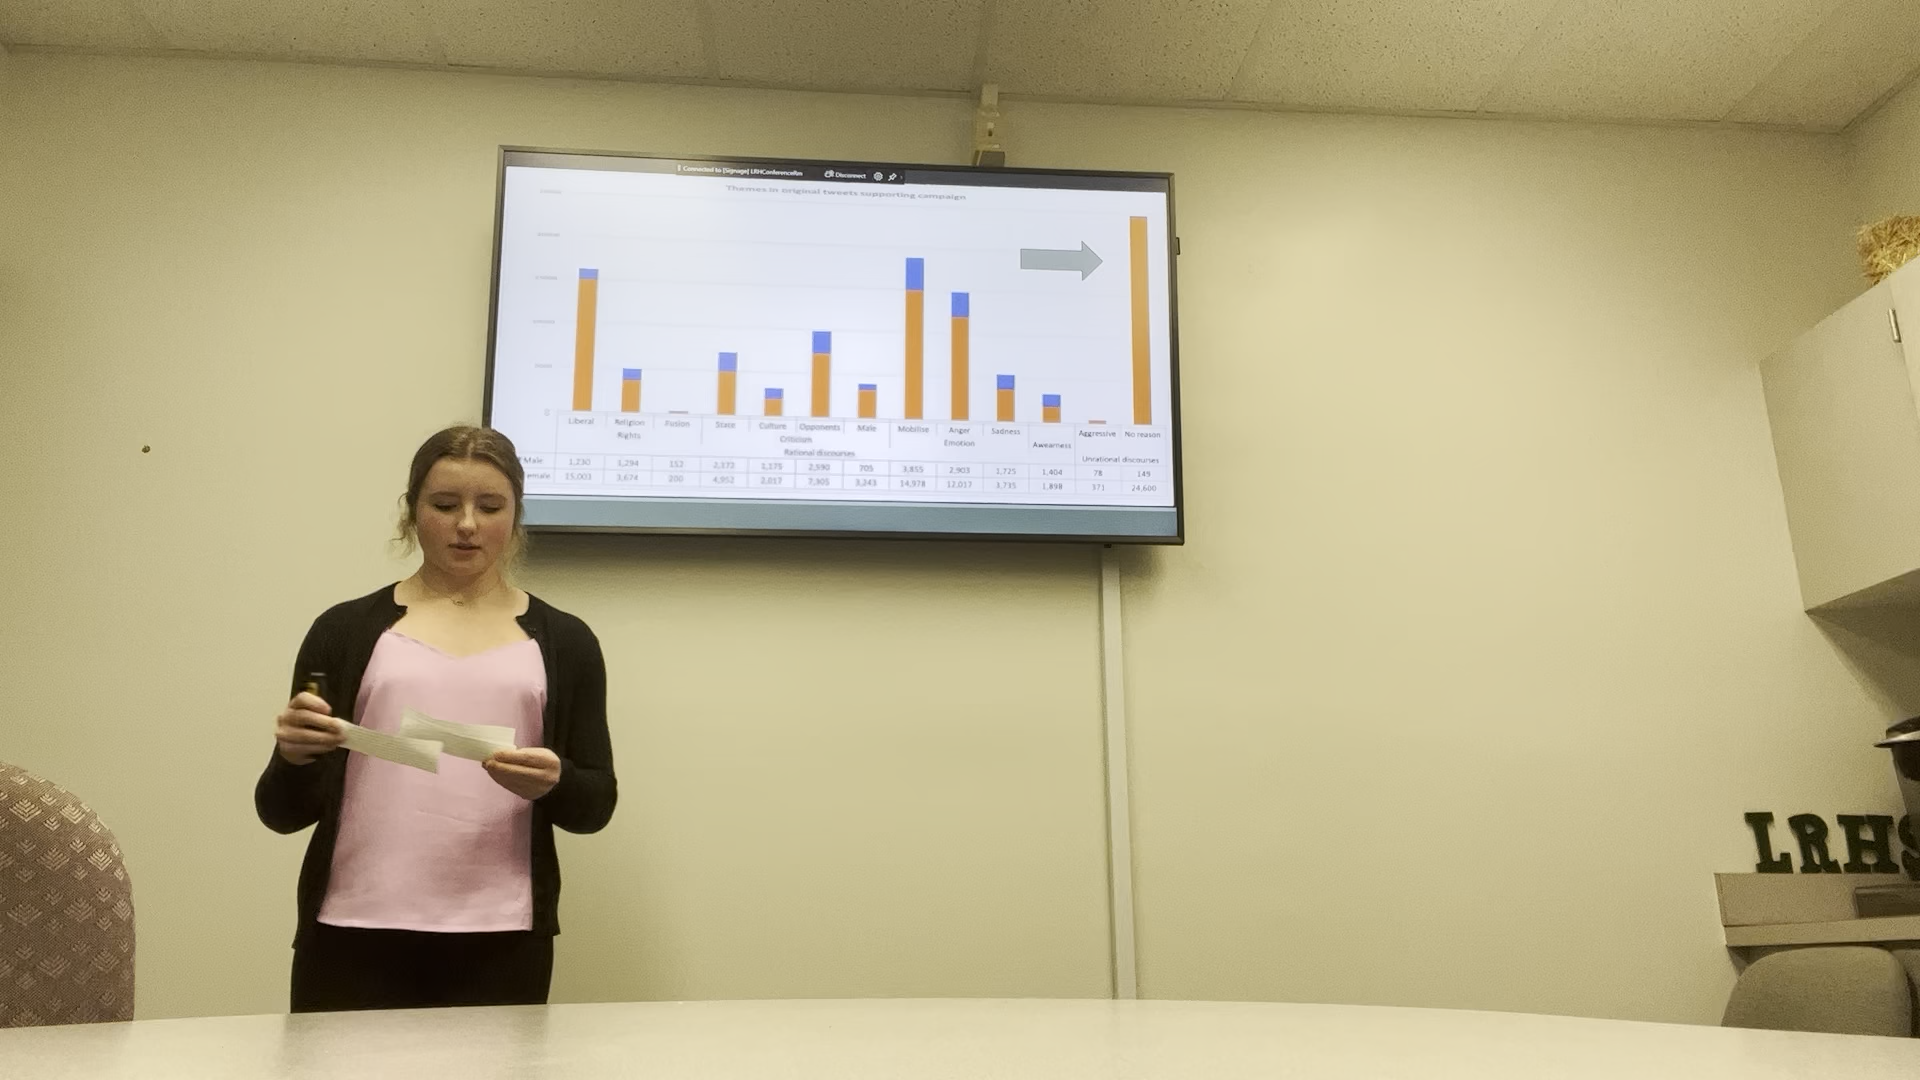 Connected to [Signage] LRHConferenceRm Disconnect
Themes in original tweets supporting campaign
0
Liberal Religion Fusion State Culture Opponents Male Mobilise Anger Sadness Awearness Aggressive No reason
Rights Criticism Emotion
Rational discourses Unrational discourses
Male 1,230 1,294 152 2,172 1,175 2,590 705 3,855 2,903 1,725 1,404 78 149
emale 15,003 3,674 200 4,952 2,017 7,305 3,243 14,978 12,017 3,735 1,898 371 24,600
LRHS